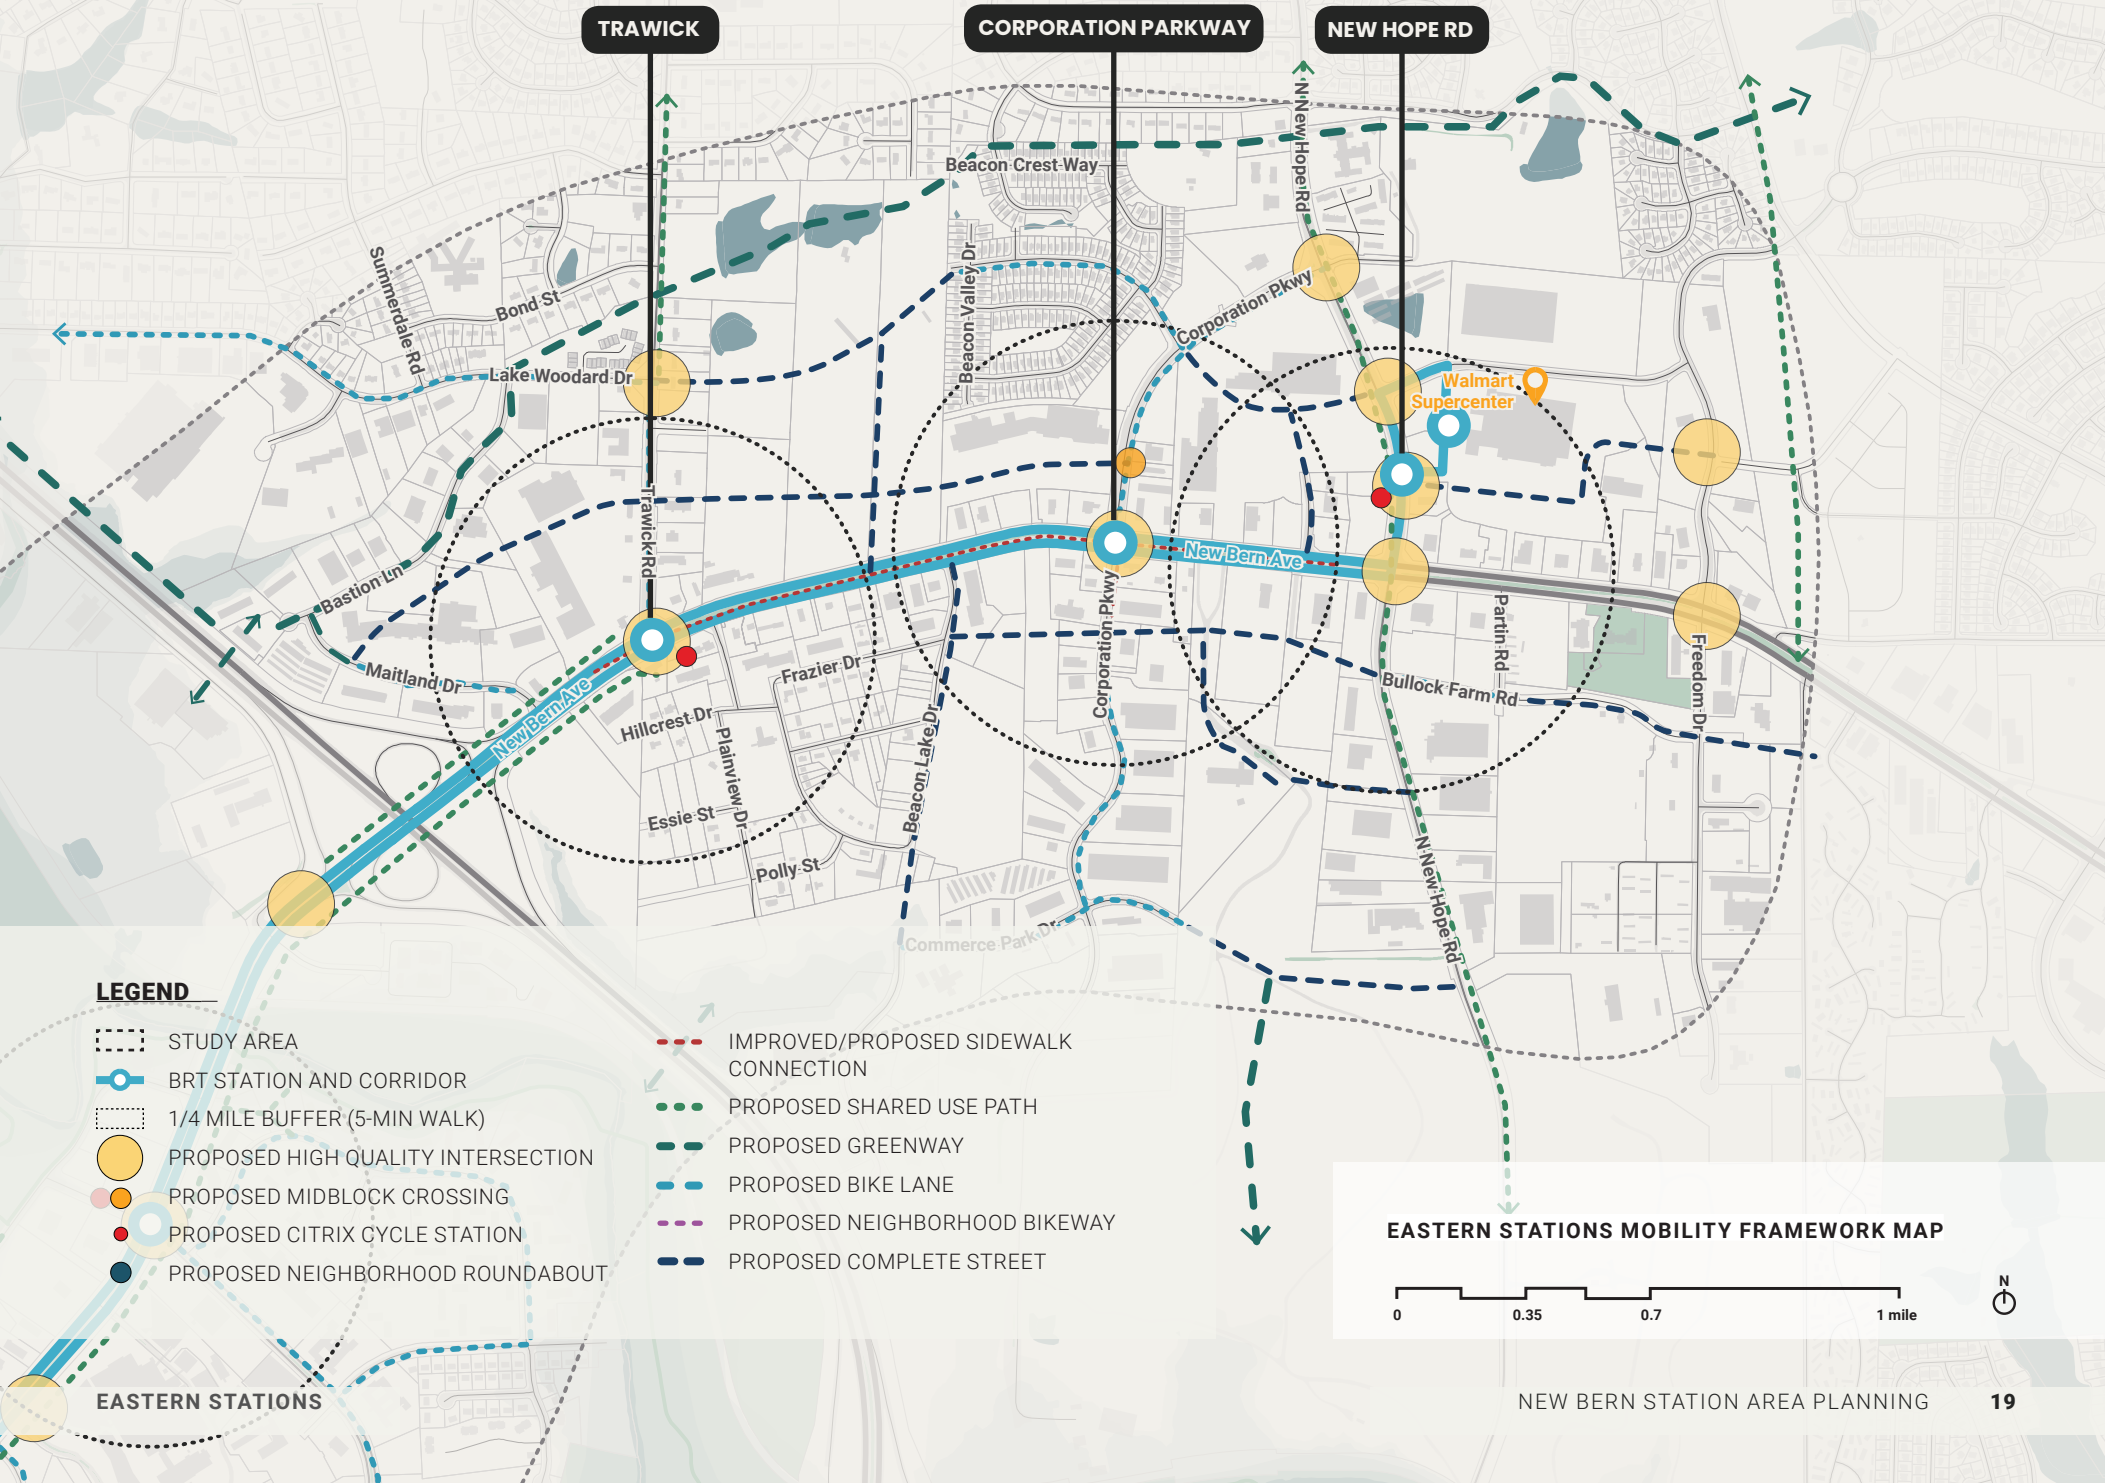 TRAWICK
CORPORATION PARKWAY
NEW HOPE RD
N New Hope Rd
Beacon Crest Way
Summerdale Rd
Bond St
Beacon Valley Dr
Corporation Pkwy
Lake Woodard Dr
Walmart
Supercenter
Trawick Rd
New Bern Ave
Bastion Ln
Maitland Dr
Frazier Dr
Corporation Pkwy
Partin Rd
Freedom Dr
Bullock Farm Rd
New Bern Ave
Hillcrest Dr
Plainview Dr
Beacon Lake Dr
Essie St
Polly St
N New Hope Rd
Commerce Park Dr
LEGEND
STUDY AREA
BRT STATION AND CORRIDOR
1/4 MILE BUFFER (5-MIN WALK)
PROPOSED HIGH QUALITY INTERSECTION
PROPOSED MIDBLOCK CROSSING
PROPOSED CITRIX CYCLE STATION
PROPOSED NEIGHBORHOOD ROUNDABOUT
IMPROVED/PROPOSED SIDEWALK
CONNECTION
PROPOSED SHARED USE PATH
PROPOSED GREENWAY
PROPOSED BIKE LANE
PROPOSED NEIGHBORHOOD BIKEWAY
PROPOSED COMPLETE STREET
EASTERN STATIONS MOBILITY FRAMEWORK MAP
N
0 0.35 0.7 1 mile
EASTERN STATIONS
NEW BERN STATION AREA PLANNING 19